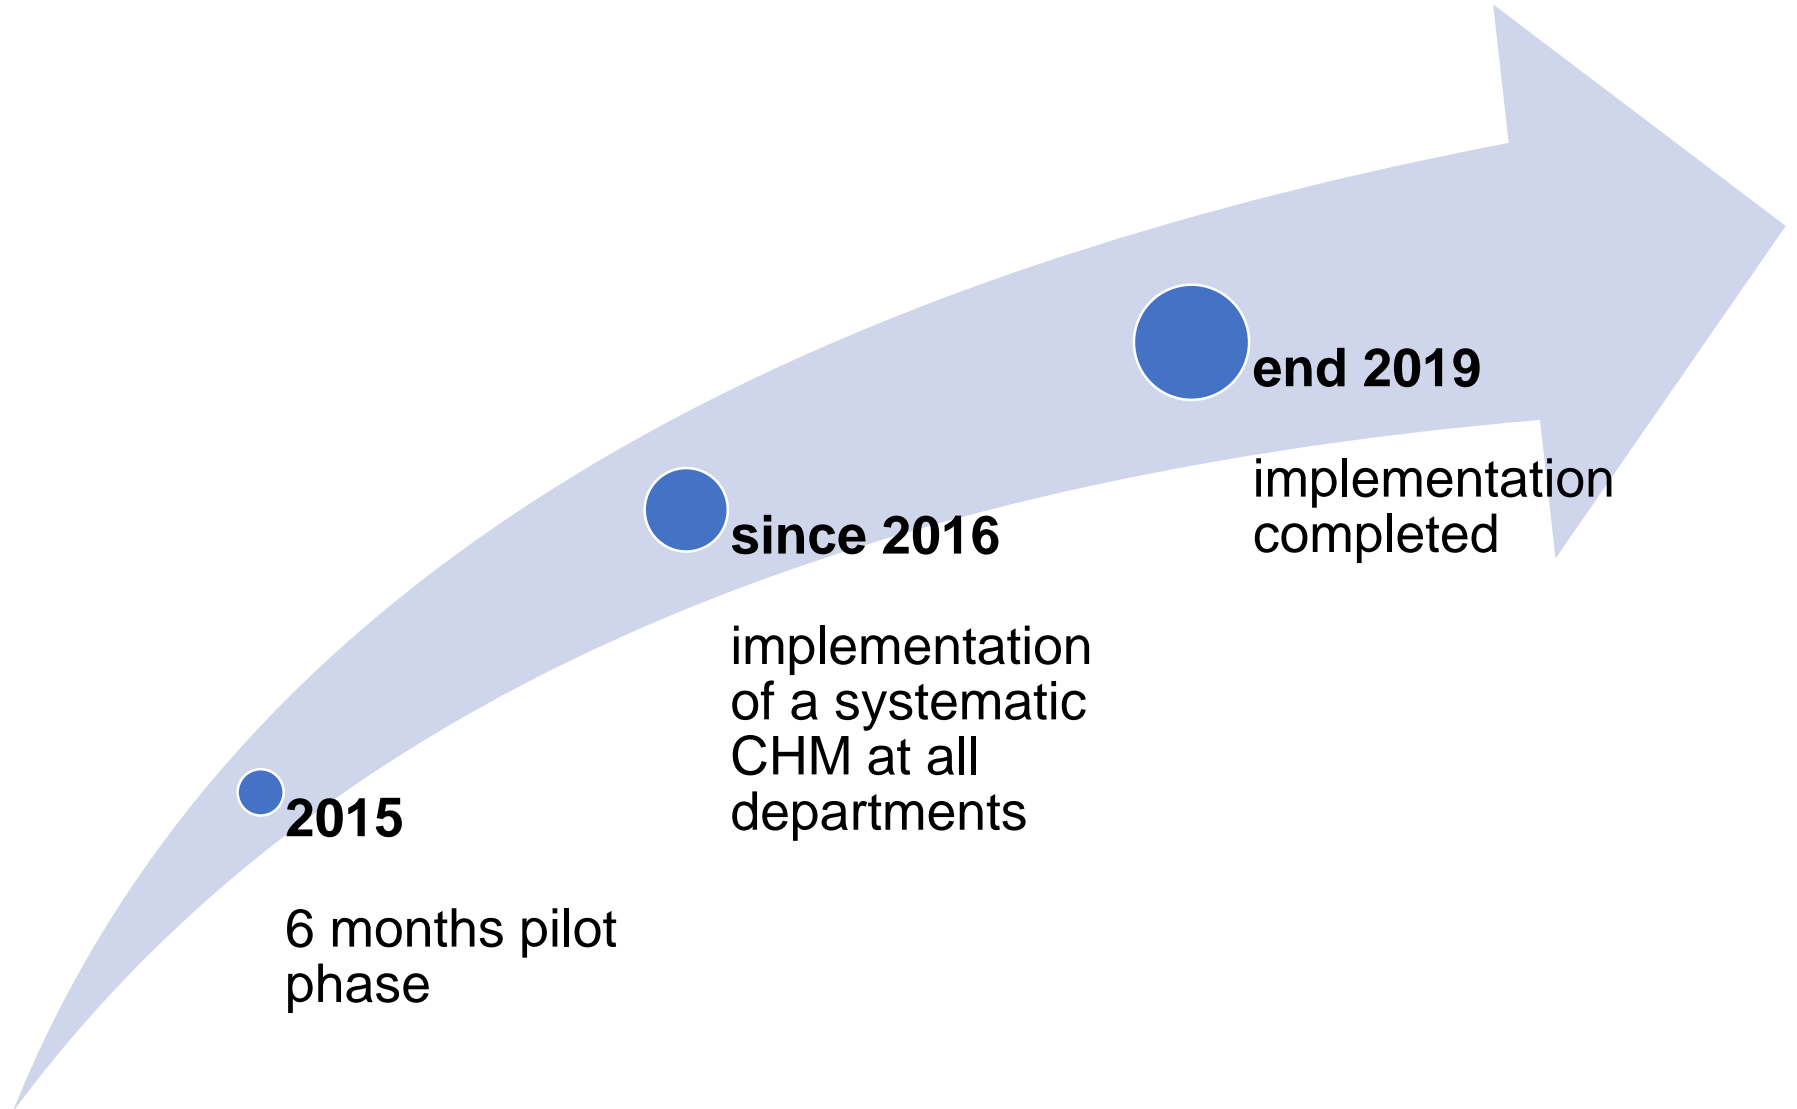 2015
6 months pilot
phase
since 2016
implementation
of a systematic
CHM at all
departments
end 2019
implementation
completed